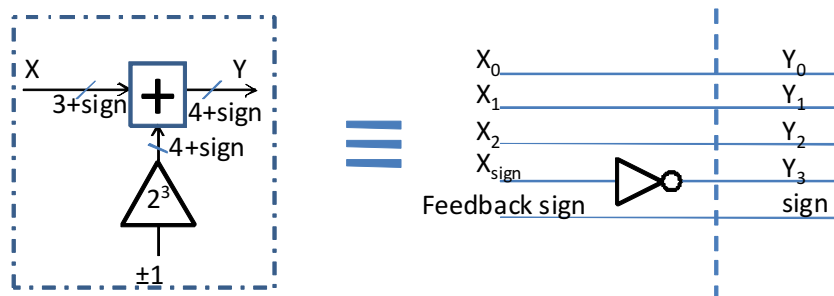 X
Y
+
3+sign
4+sign
4+sign
2³
±1
X₀ Y₀
X₁ Y₁
X₂ Y₂
X_sign Y₃
Feedback sign sign